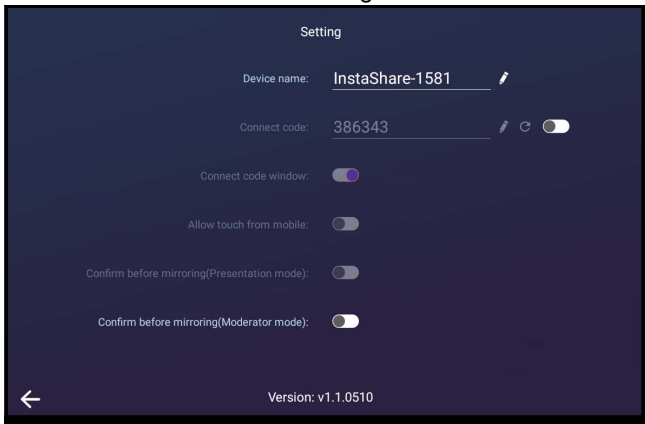 Setting
Device name: InstaShare-1581
Connect code: 386343
Connect code window:
Allow touch from mobile:
Confirm before mirroring(Presentation mode):
Confirm before mirroring(Moderator mode):
Version: v1.1.0510